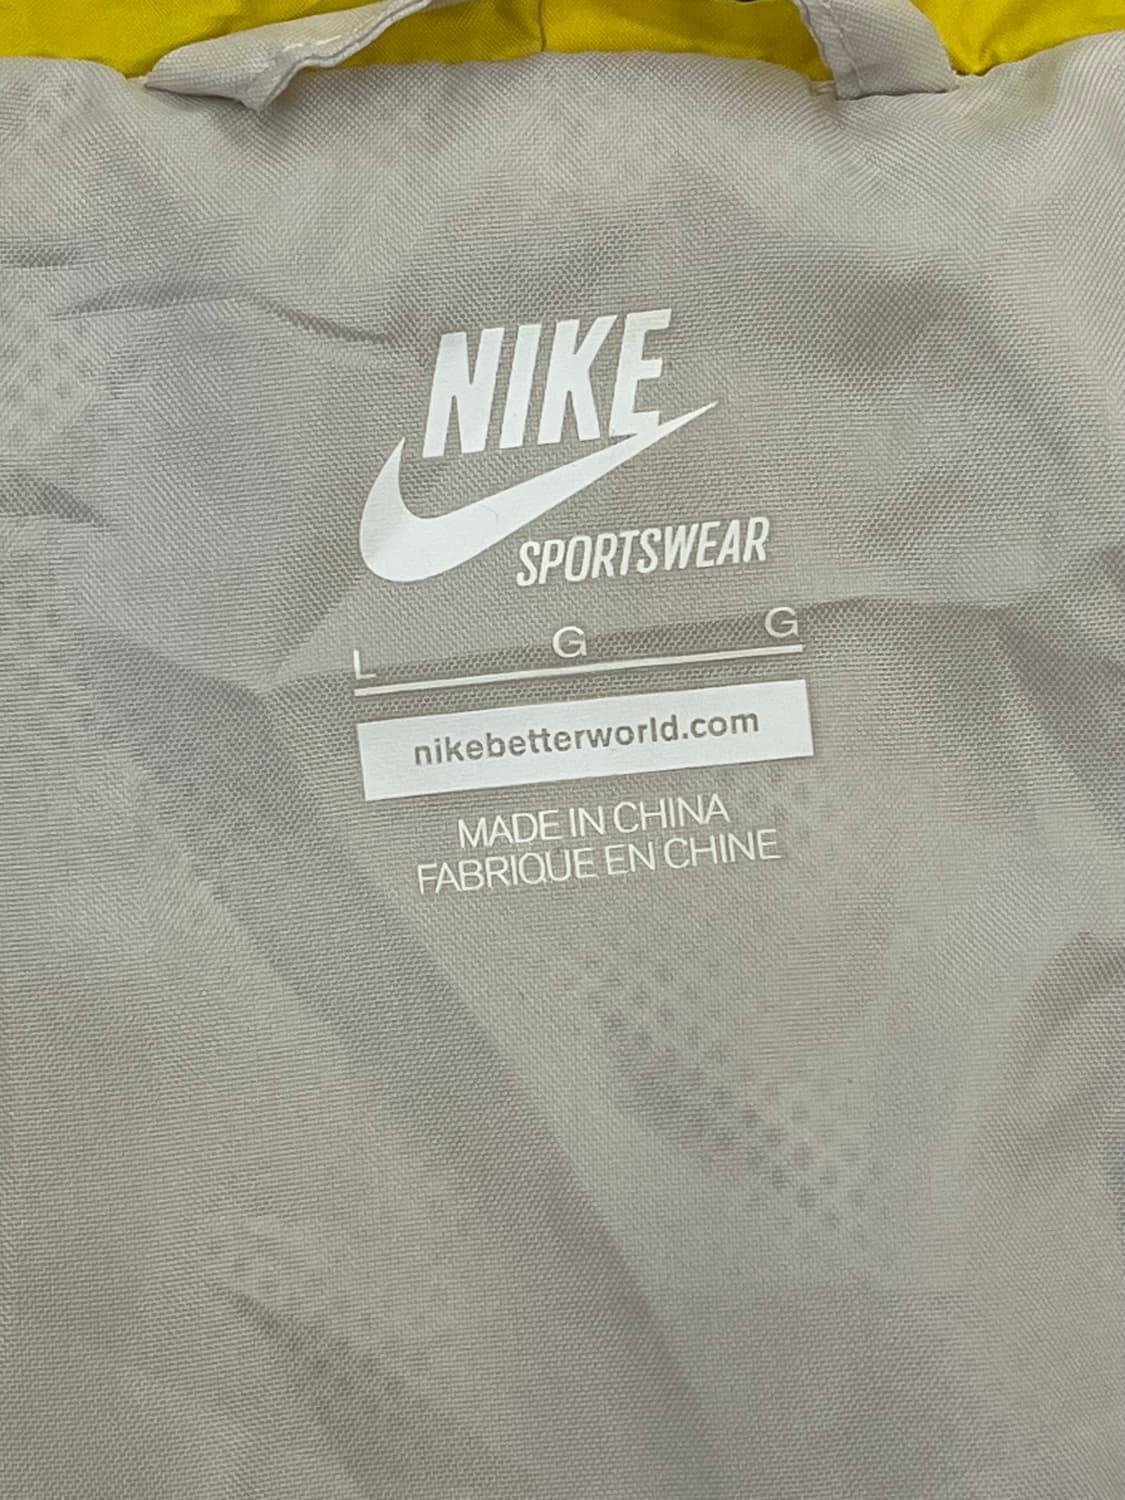 NIKE
SPORTSWEAR
L G G
nikebetterworld.com
MADE IN CHINA
FABRIQUE EN CHINE